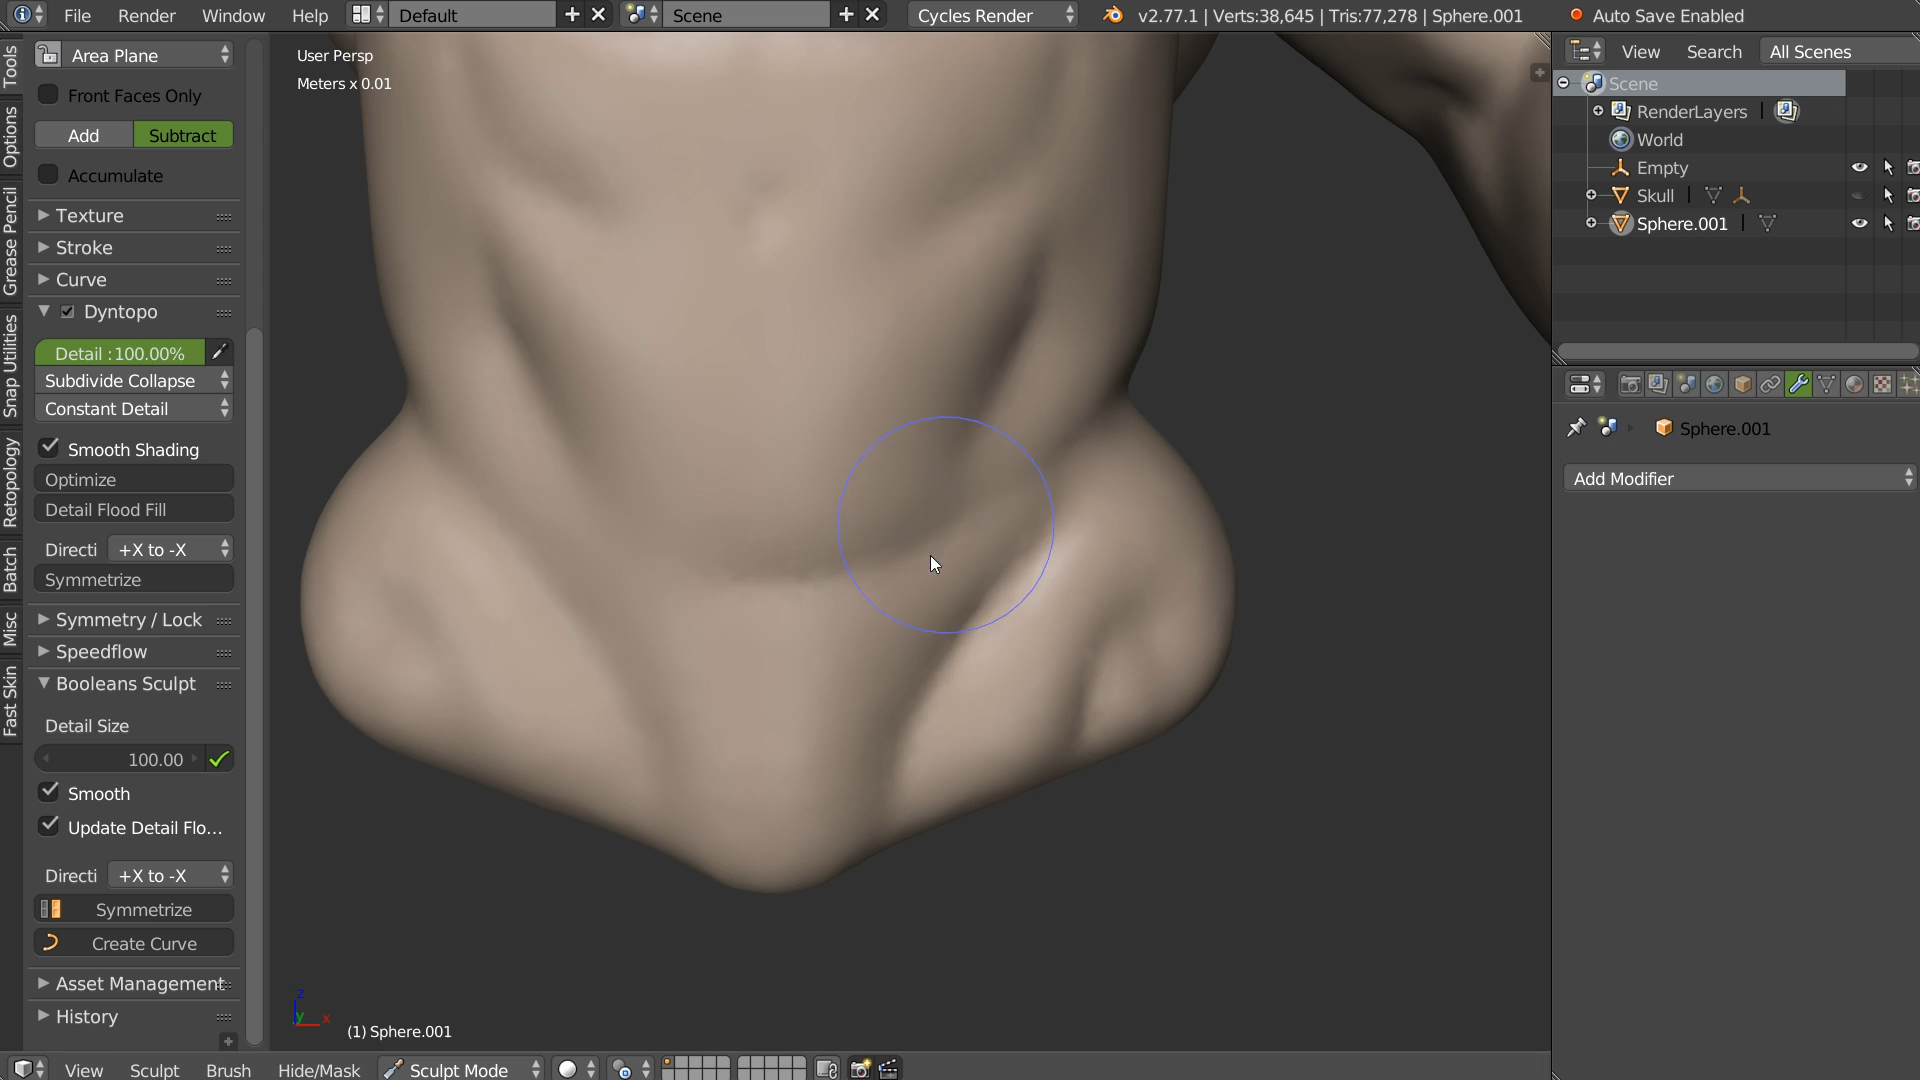 File Render Window Help Default Scene Cycles Render v2.77.1 | Verts:38,645 | Tris:77,278 | Sphere.001 Auto Save Enabled
Tools
Options
Grease Pencil
Snap Utilities
Retopology
Batch
Misc
Fast Skin
Area Plane
Front Faces Only
Add Subtract
Accumulate
Texture
Stroke
Curve
Dyntopo
Detail :100.00%
Subdivide Collapse
Constant Detail
Smooth Shading
Optimize
Detail Flood Fill
Directi +X to -X
Symmetrize
Symmetry / Lock
Speedflow
Booleans Sculpt
Detail Size
100.00
Smooth
Update Detail Flo...
Directi +X to -X
Symmetrize
Create Curve
Asset Management
History
User Persp
Meters x 0.01
z
y x
(1) Sphere.001
View Sculpt Brush Hide/Mask Sculpt Mode
View Search All Scenes
Scene
RenderLayers |
World
Empty
Skull |
Sphere.001 |
Sphere.001
Add Modifier